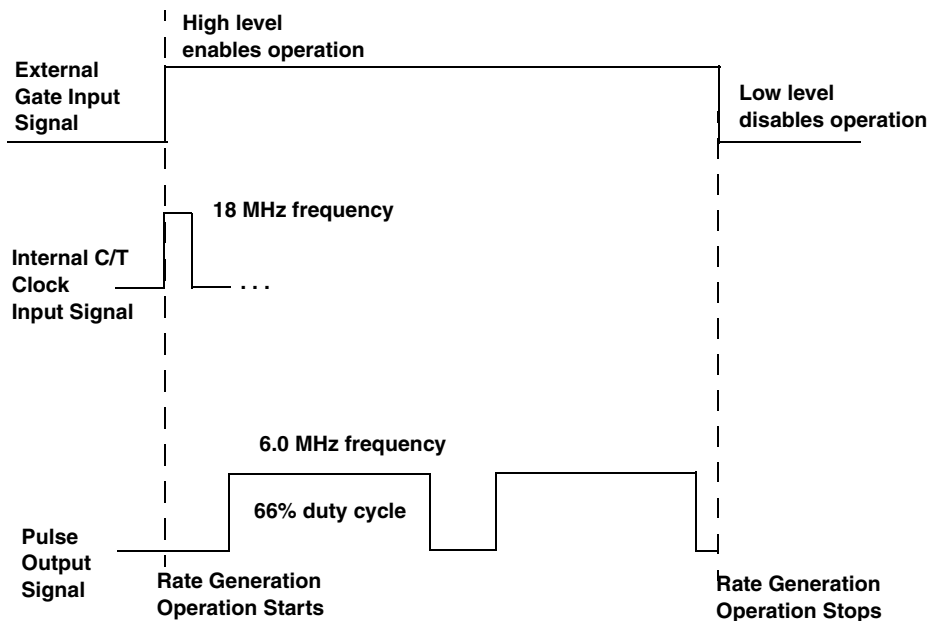 High level
enables operation
External
Gate Input
Signal
Low level
disables operation
18 MHz frequency
Internal C/T
Clock
Input Signal
. . .
6.0 MHz frequency
66% duty cycle
Pulse
Output
Signal
Rate Generation
Operation Starts
Rate Generation
Operation Stops